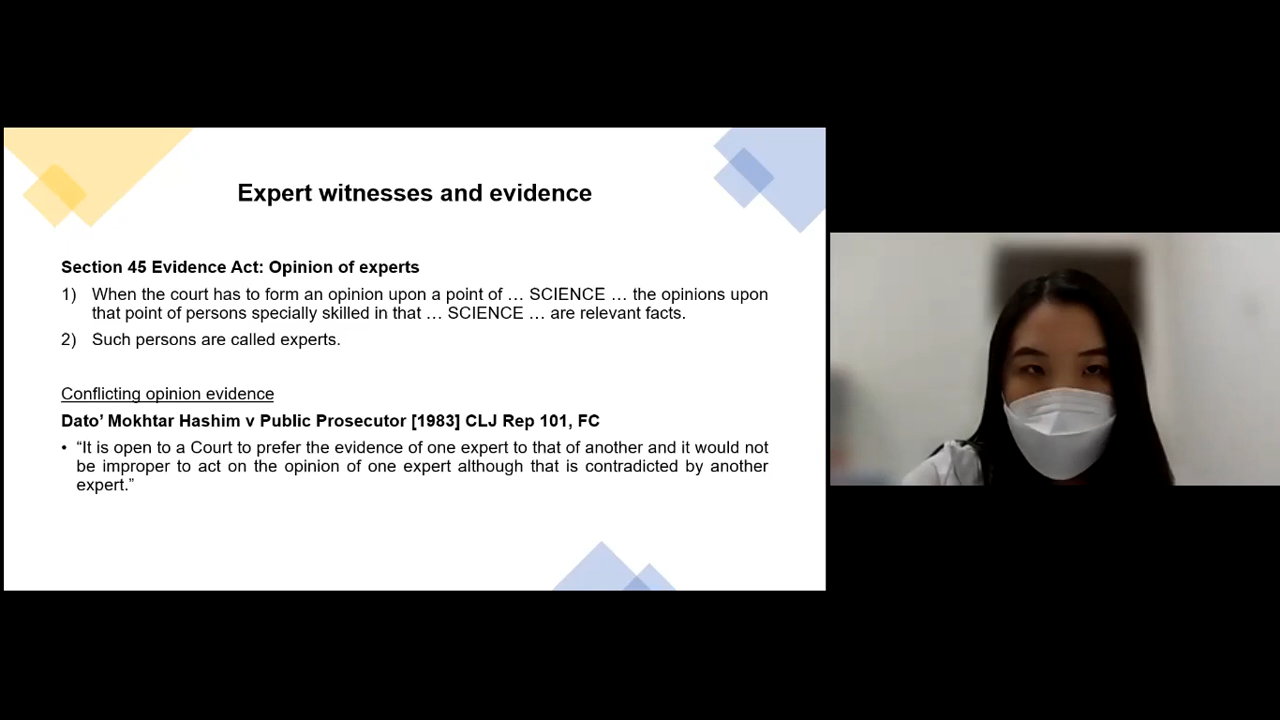 Expert witnesses and evidence
Section 45 Evidence Act: Opinion of experts
1) When the court has to form an opinion upon a point of … SCIENCE … the opinions upon
that point of persons specially skilled in that … SCIENCE … are relevant facts.
2) Such persons are called experts.
Conflicting opinion evidence
Dato’ Mokhtar Hashim v Public Prosecutor [1983] CLJ Rep 101, FC
• “It is open to a Court to prefer the evidence of one expert to that of another and it would not
be improper to act on the opinion of one expert although that is contradicted by another
expert.”